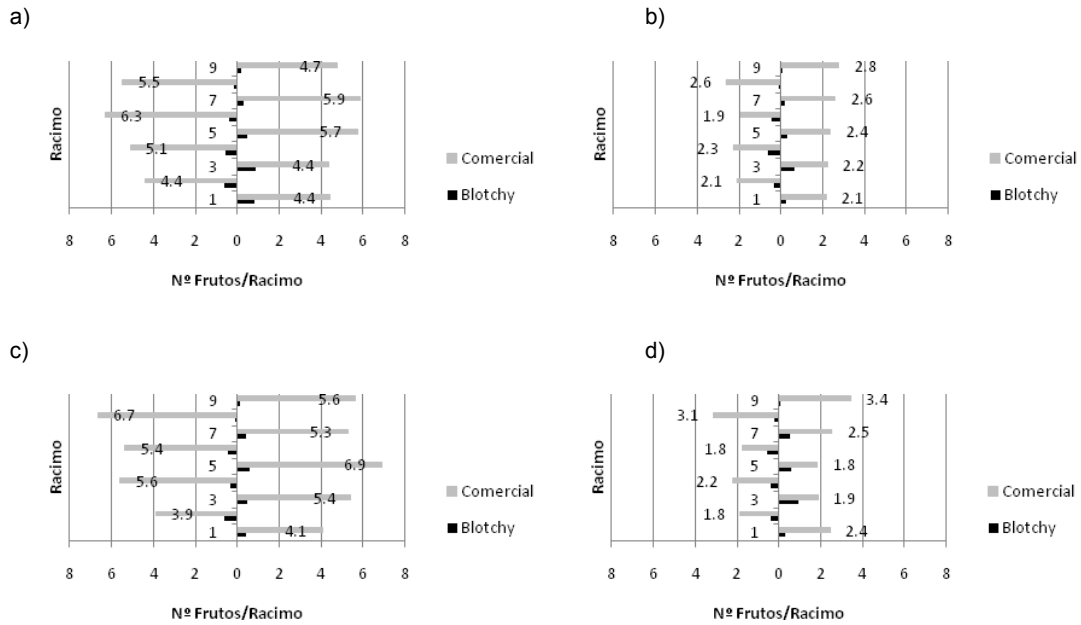 a)
Racimo
9 4.7
5.5
7 5.9
6.3
5 5.7
5.1
3 4.4
4.4
1 4.4
8 6 4 2 0 2 4 6 8
Nº Frutos/Racimo
Comercial
Blotchy
b)
Racimo
9 2.8
2.6
7 2.6
1.9
5 2.4
2.3
3 2.2
2.1
1 2.1
8 6 4 2 0 2 4 6 8
Nº Frutos/Racimo
Comercial
Blotchy
c)
Racimo
9 5.6
6.7
7 5.3
5.4
5 6.9
5.6
3 5.4
3.9
1 4.1
8 6 4 2 0 2 4 6 8
Nº Frutos/Racimo
Comercial
Blotchy
d)
Racimo
9 3.4
3.1
7 2.5
1.8
5 1.8
2.2
3 1.9
1.8
1 2.4
8 6 4 2 0 2 4 6 8
Nº Frutos/Racimo
Comercial
Blotchy